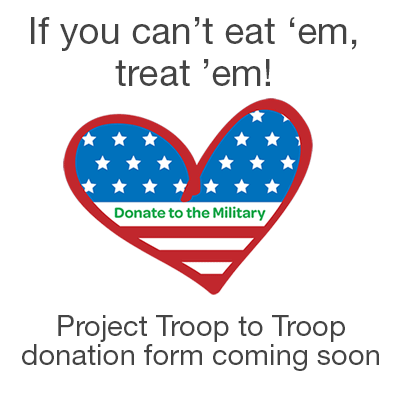 If you can’t eat ‘em,
treat ’em!
Donate to the Military
Project Troop to Troop
donation form coming soon